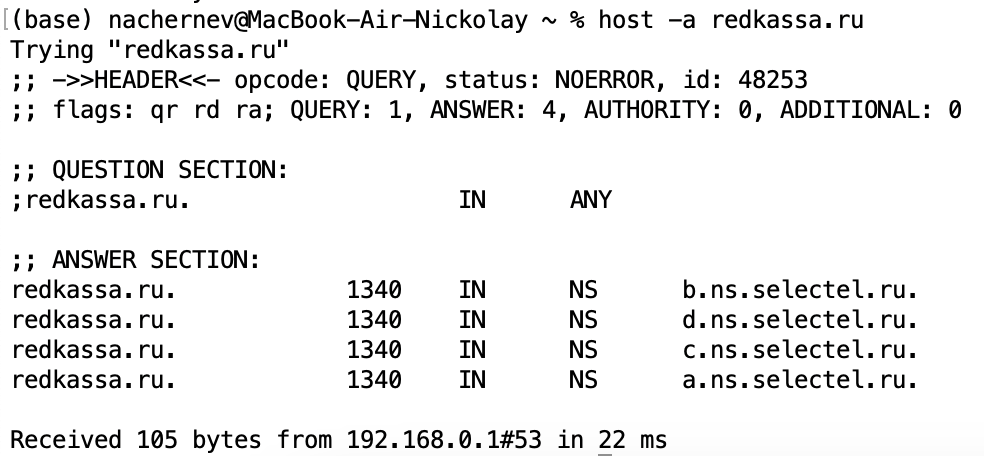 [(base) nachernev@MacBook-Air-Nickolay ~ % host -a redkassa.ru
Trying "redkassa.ru"
;; ->>HEADER<<- opcode: QUERY, status: NOERROR, id: 48253
;; flags: qr rd ra; QUERY: 1, ANSWER: 4, AUTHORITY: 0, ADDITIONAL: 0
;; QUESTION SECTION:
;redkassa.ru. IN ANY
;; ANSWER SECTION:
redkassa.ru. 1340 IN NS b.ns.selectel.ru.
redkassa.ru. 1340 IN NS d.ns.selectel.ru.
redkassa.ru. 1340 IN NS c.ns.selectel.ru.
redkassa.ru. 1340 IN NS a.ns.selectel.ru.
Received 105 bytes from 192.168.0.1#53 in 22 ms